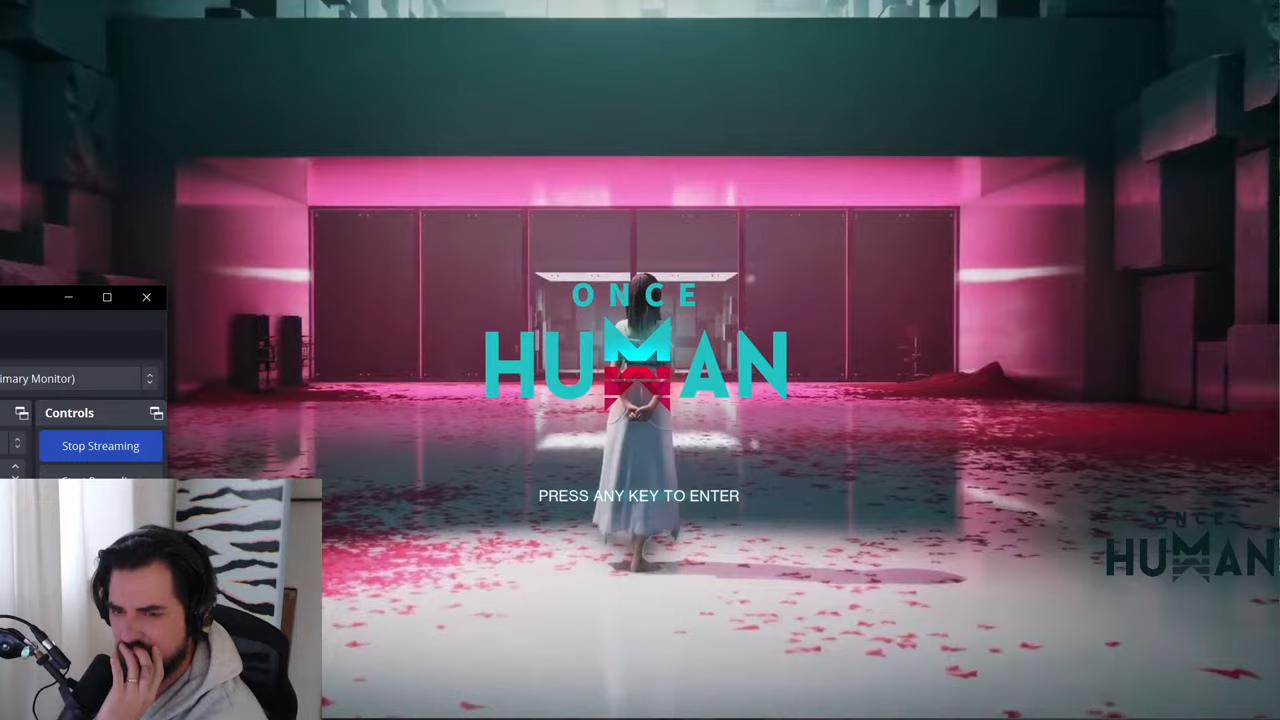 ONCE
HUMAN
PRESS ANY KEY TO ENTER
imary Monitor)
Controls
Stop Streaming
ONCE
HUMAN